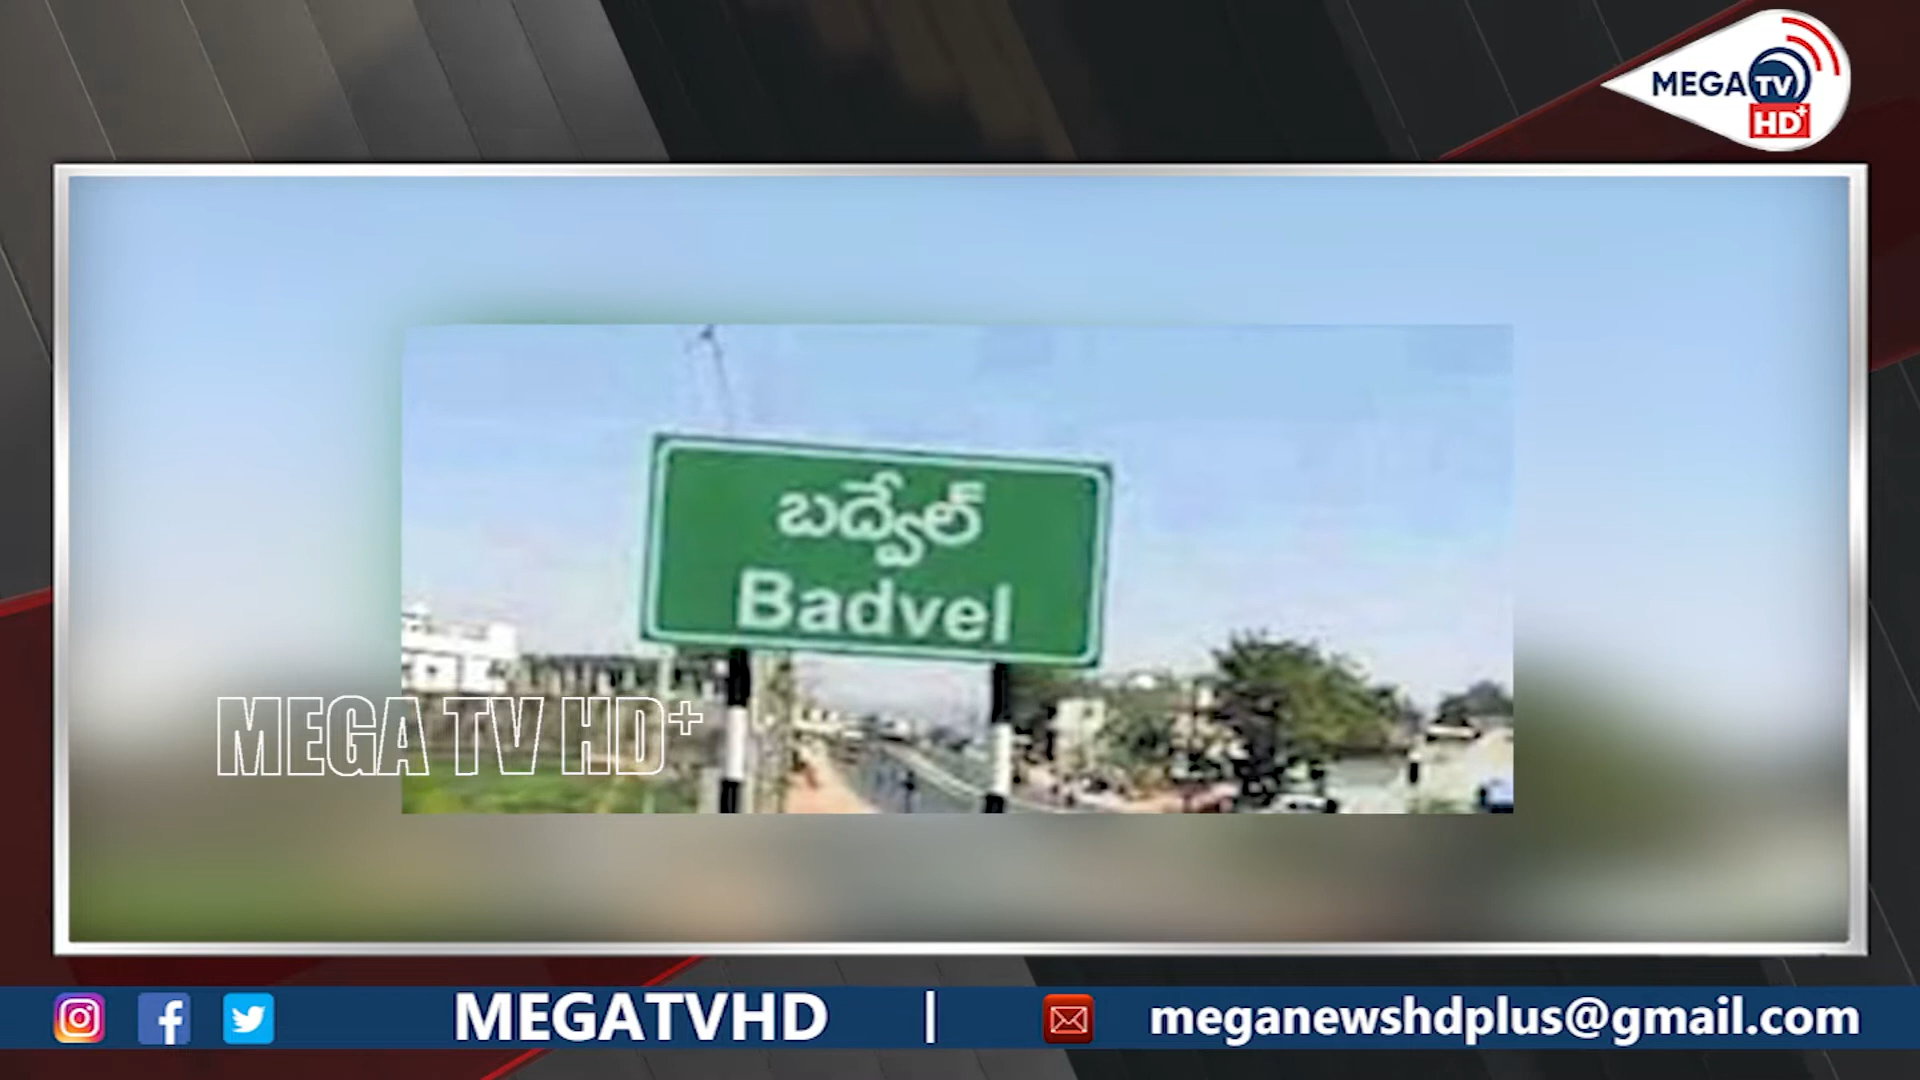 MEGA TV
HD+
బద్వేల్
Badvel
MEGA TV HD+
MEGATVHD | meganewshdplus@gmail.com